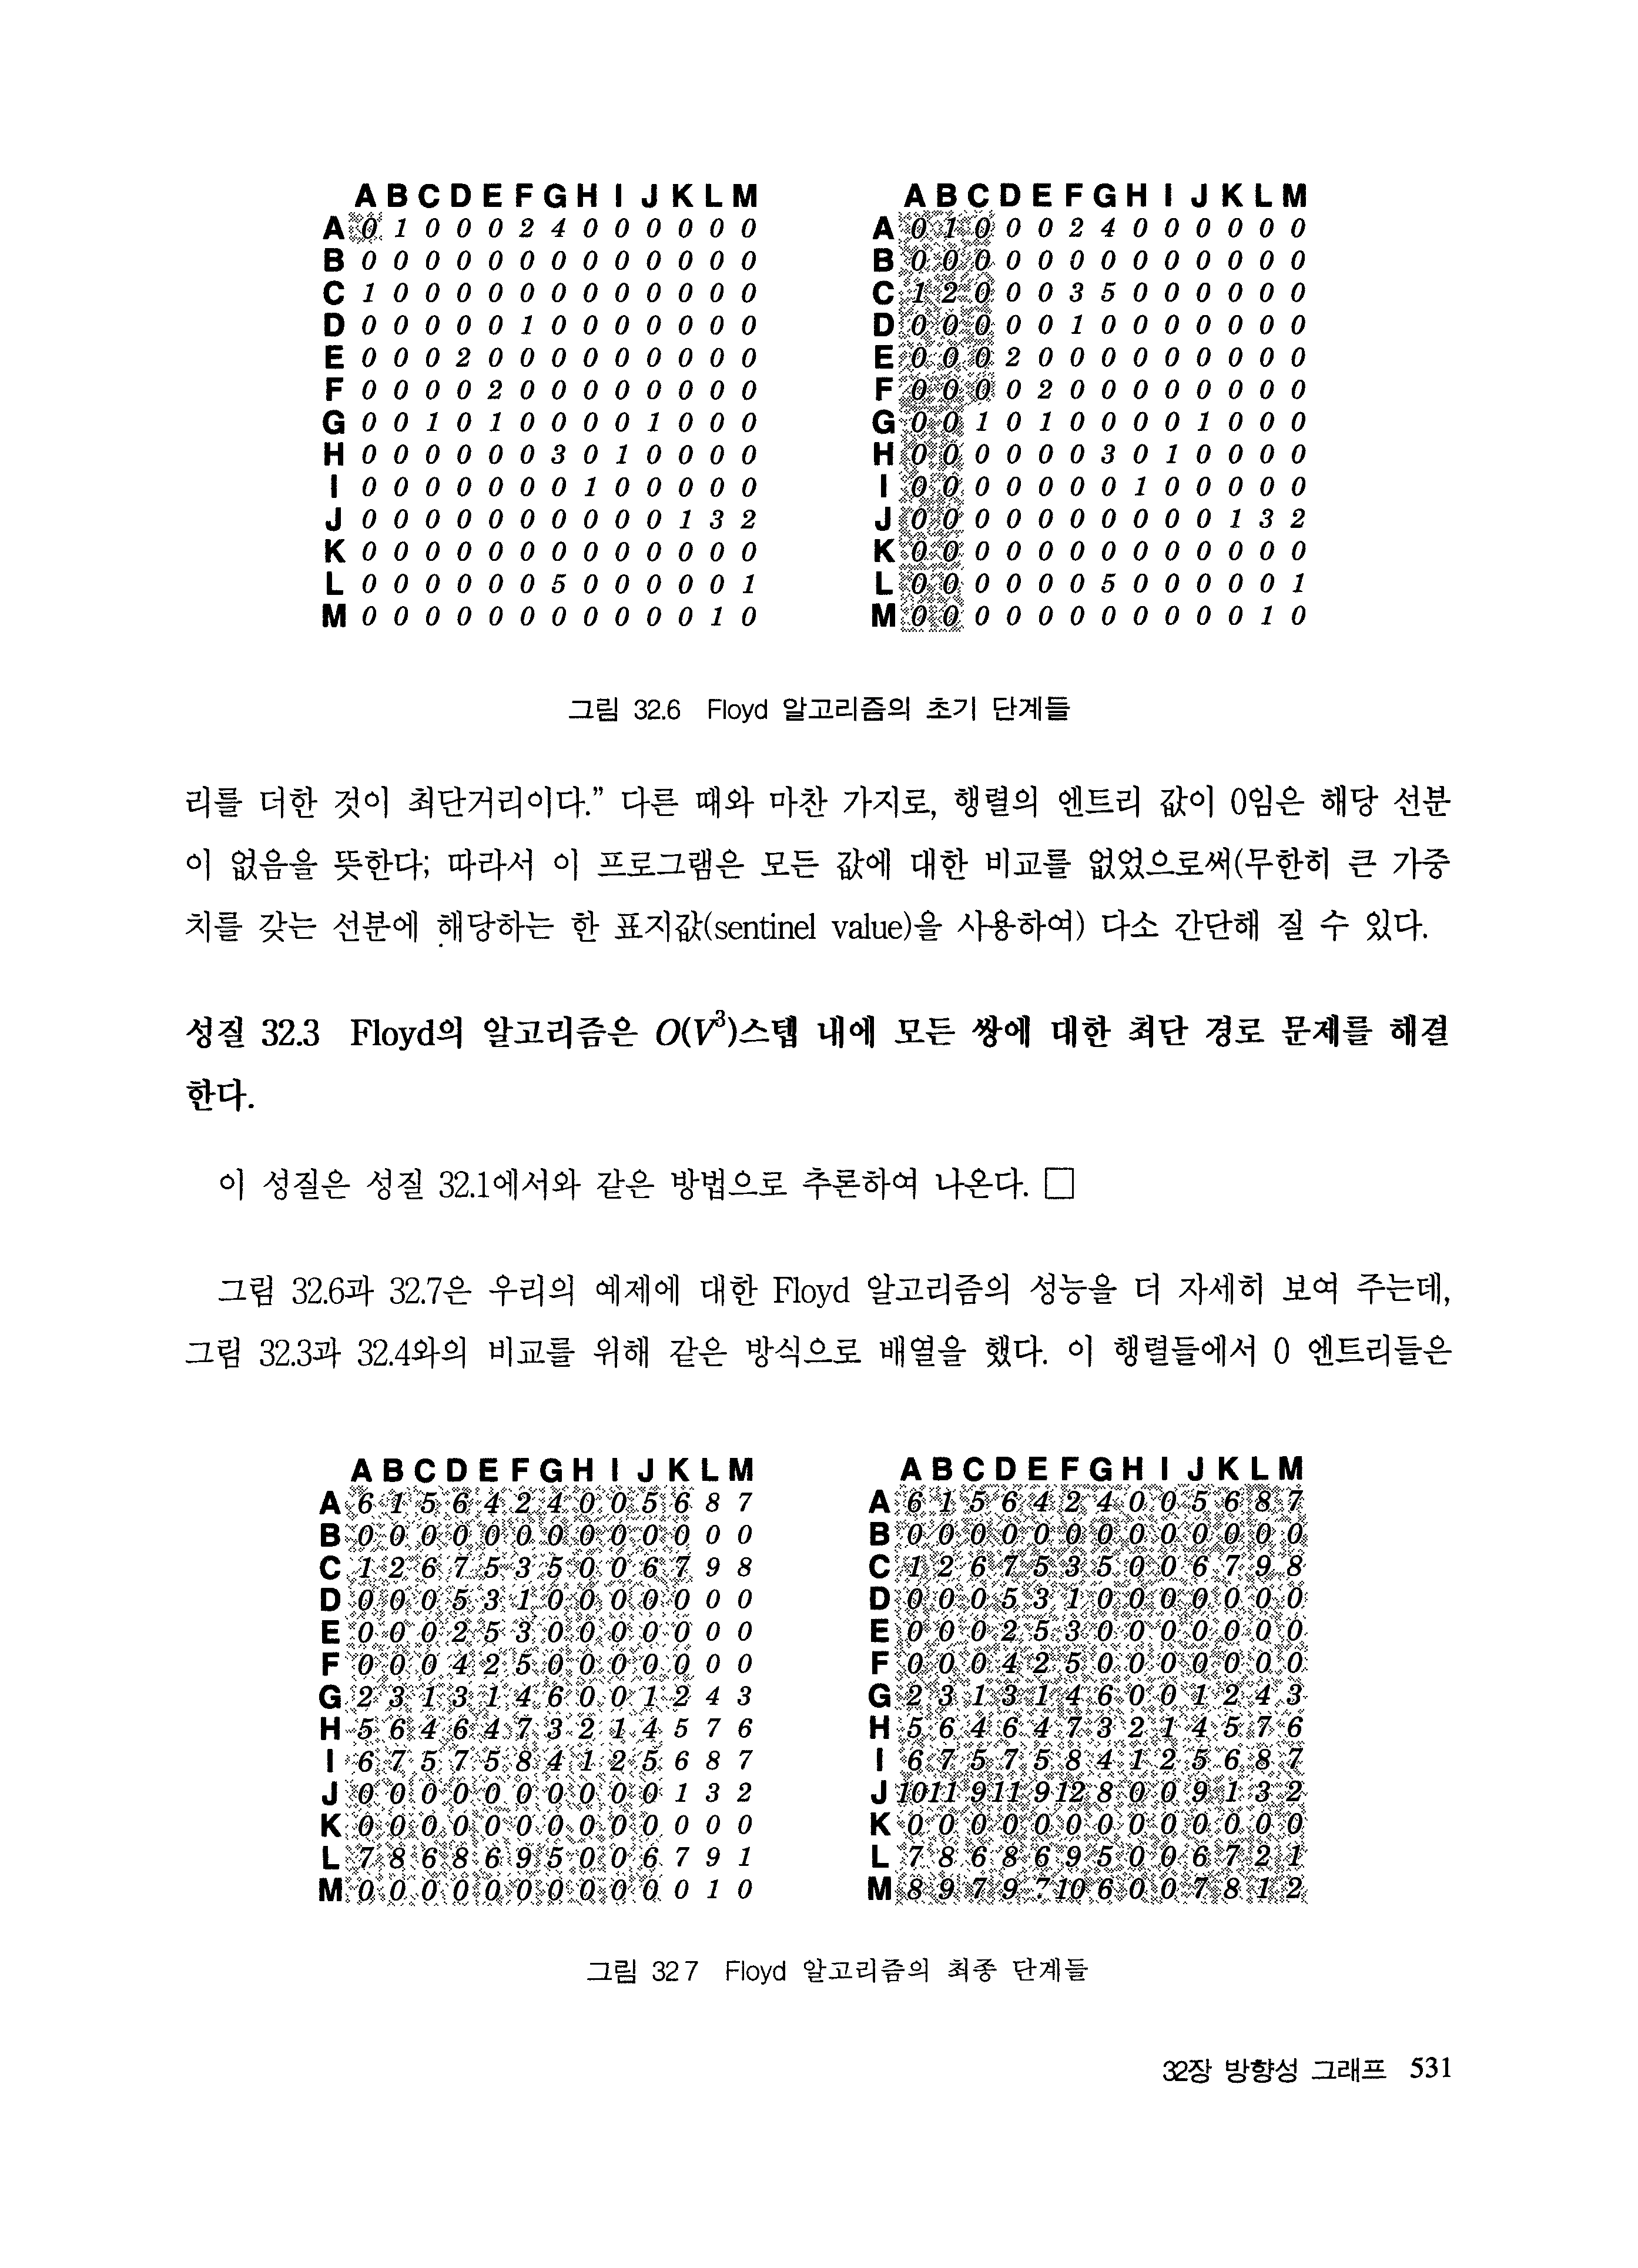 A B C D E F G H I J K L M
A 0 1 0 0 0 2 4 0 0 0 0 0 0
B 0 0 0 0 0 0 0 0 0 0 0 0 0
C 1 0 0 0 0 0 0 0 0 0 0 0 0
D 0 0 0 0 0 1 0 0 0 0 0 0 0
E 0 0 0 2 0 0 0 0 0 0 0 0 0
F 0 0 0 0 2 0 0 0 0 0 0 0 0
G 0 0 1 0 1 0 0 0 0 1 0 0 0
H 0 0 0 0 0 0 3 0 1 0 0 0 0
I 0 0 0 0 0 0 0 1 0 0 0 0 0
J 0 0 0 0 0 0 0 0 0 0 1 3 2
K 0 0 0 0 0 0 0 0 0 0 0 0 0
L 0 0 0 0 0 0 5 0 0 0 0 0 1
M 0 0 0 0 0 0 0 0 0 0 0 1 0
A B C D E F G H I J K L M
A 0 1 0 0 0 2 4 0 0 0 0 0 0
B 0 0 0 0 0 0 0 0 0 0 0 0 0
C 1 2 0 0 0 3 5 0 0 0 0 0 0
D 0 0 0 0 0 1 0 0 0 0 0 0 0
E 0 0 0 2 0 0 0 0 0 0 0 0 0
F 0 0 0 0 2 0 0 0 0 0 0 0 0
G 0 0 1 0 1 0 0 0 0 1 0 0 0
H 0 0 0 0 0 0 3 0 1 0 0 0 0
I 0 0 0 0 0 0 0 1 0 0 0 0 0
J 0 0 0 0 0 0 0 0 0 0 1 3 2
K 0 0 0 0 0 0 0 0 0 0 0 0 0
L 0 0 0 0 0 0 5 0 0 0 0 0 1
M 0 0 0 0 0 0 0 0 0 0 0 1 0
그림 32.6 Floyd 알고리즘의 초기 단계들
리를 더한 것이 최단거리이다.” 다른 때와 마찬 가지로, 행렬의 엔트리 값이 0임은 해당 선분
이 없음을 뜻한다; 따라서 이 프로그램은 모든 값에 대한 비교를 없었으로써(무한히 큰 가중
치를 갖는 선분에 해당하는 한 표지값(sentinel value)을 사용하여) 다소 간단해 질 수 있다.
성질 32.3 Floyd의 알고리즘은 O(V³)스텝 내에 모든 쌍에 대한 최단 경로 문제를 해결
한다.
이 성질은 성질 32.1에서와 같은 방법으로 추론하여 나온다. □
그림 32.6과 32.7은 우리의 예제에 대한 Floyd 알고리즘의 성능을 더 자세히 보여 주는데,
그림 32.3과 32.4와의 비교를 위해 같은 방식으로 배열을 했다. 이 행렬들에서 0 엔트리들은
A B C D E F G H I J K L M
A 6 1 5 6 4 2 4 0 0 5 6 8 7
B 0 0 0 0 0 0 0 0 0 0 0 0 0
C 1 2 6 7 5 3 5 0 0 6 7 9 8
D 0 0 0 5 3 1 0 0 0 0 0 0 0
E 0 0 0 2 5 3 0 0 0 0 0 0 0
F 0 0 0 4 2 5 0 0 0 0 0 0 0
G 2 3 1 3 1 4 6 0 0 1 2 4 3
H 5 6 4 6 4 7 3 2 1 4 5 7 6
I 6 7 5 7 5 8 4 1 2 5 6 8 7
J 0 0 0 0 0 0 0 0 0 0 1 3 2
K 0 0 0 0 0 0 0 0 0 0 0 0 0
L 7 8 6 8 6 9 5 0 0 6 7 9 1
M 0 0 0 0 0 0 0 0 0 0 0 1 0
A B C D E F G H I J K L M
A 6 1 5 6 4 2 4 0 0 5 6 8 7
B 0 0 0 0 0 0 0 0 0 0 0 0 0
C 1 2 6 7 5 3 5 0 0 6 7 9 8
D 0 0 0 5 3 1 0 0 0 0 0 0 0
E 0 0 0 2 5 3 0 0 0 0 0 0 0
F 0 0 0 4 2 5 0 0 0 0 0 0 0
G 2 3 1 3 1 4 6 0 0 1 2 4 3
H 5 6 4 6 4 7 3 2 1 4 5 7 6
I 6 7 5 7 5 8 4 1 2 5 6 8 7
J 10 11 9 11 9 12 8 0 0 9 1 3 2
K 0 0 0 0 0 0 0 0 0 0 0 0 0
L 7 8 6 8 6 9 5 0 0 6 7 2 1
M 8 9 7 9 7 10 6 0 0 7 8 1 2
그림 32 7 Floyd 알고리즘의 최종 단계들
32장 방향성 그래프 531